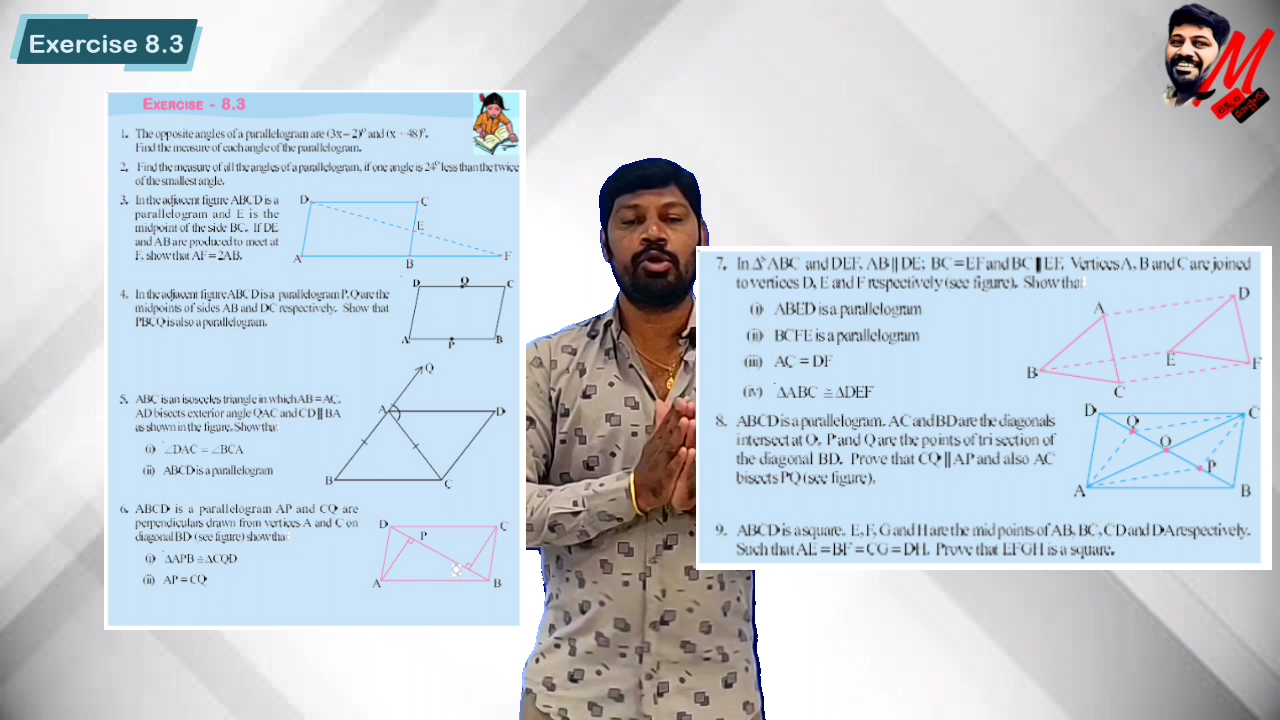 Exercise 8.3
M
EXERCISE - 8.3
1. The opposite angles of a parallelogram are (3x – 2)° and (x + 48)°.
Find the measure of each angle of the parallelogram.
2. Find the measure of all the angles of a parallelogram, if one angle is 24° less than the twice
of the smallest angle.
3. In the adjacent figure ABCD is a
parallelogram and E is the
midpoint of the side BC. If DE
and AB are produced to meet at
F, show that AF = 2AB.
D C
E
A B F
4. In the adjacent figure ABCD is a parallelogram P, Q are the
midpoints of sides AB and DC respectively. Show that
PBCQ is also a parallelogram.
D Q C
A P B
5. ABC is an isosceles triangle in which AB = AC.
AD bisects exterior angle QAC and CD ∥ BA
as shown in the figure. Show that
(i) ∠DAC = ∠BCA
(ii) ABCD is a parallelogram
Q
A D
B C
6. ABCD is a parallelogram AP and CQ are
perpendiculars drawn from vertices A and C on
diagonal BD (see figure) show that
(i) ΔAPB ≅ ΔCQD
(ii) AP = CQ
D C
P
A B
7. In Δs ABC and DEF, AB ∥ DE; BC = EF and BC ∥ EF. Vertices A, B and C are joined
to vertices D, E and F respectively (see figure). Show that
(i) ABED is a parallelogram
(ii) BCFE is a parallelogram
(iii) AC = DF
(iv) ΔABC ≅ ΔDEF
D
A
E F
B
C
8. ABCD is a parallelogram. AC and BD are the diagonals
intersect at O. P and Q are the points of tri section of
the diagonal BD. Prove that CQ ∥ AP and also AC
bisects PQ (see figure).
D C
Q
O
P
A B
9. ABCD is a square. E, F, G and H are the mid points of AB, BC, CD and DA respectively.
Such that AE = BF = CG = DH. Prove that EFGH is a square.